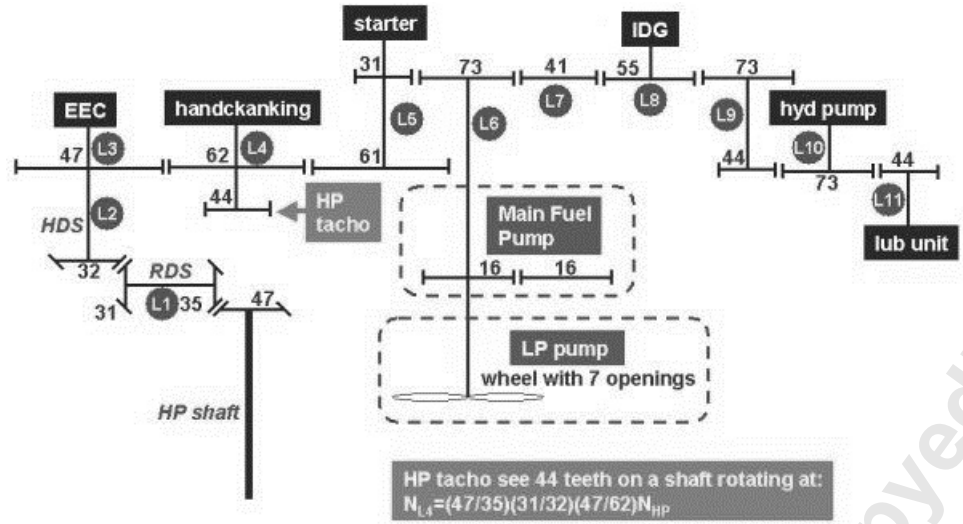 starter
IDG
31
73
41
55
73
EEC
handckanking
hyd pump
L5
L6
L7
L8
L9
L10
47
L3
62
L4
61
44
73
44
L11
lub unit
HDS
L2
44
HP
tacho
Main Fuel
Pump
32
RDS
31
L1
35
47
16
16
LP pump
wheel with 7 openings
HP shaft
HP tacho see 44 teeth on a shaft rotating at:
N_L4=(47/35)(31/32)(47/62)N_HP